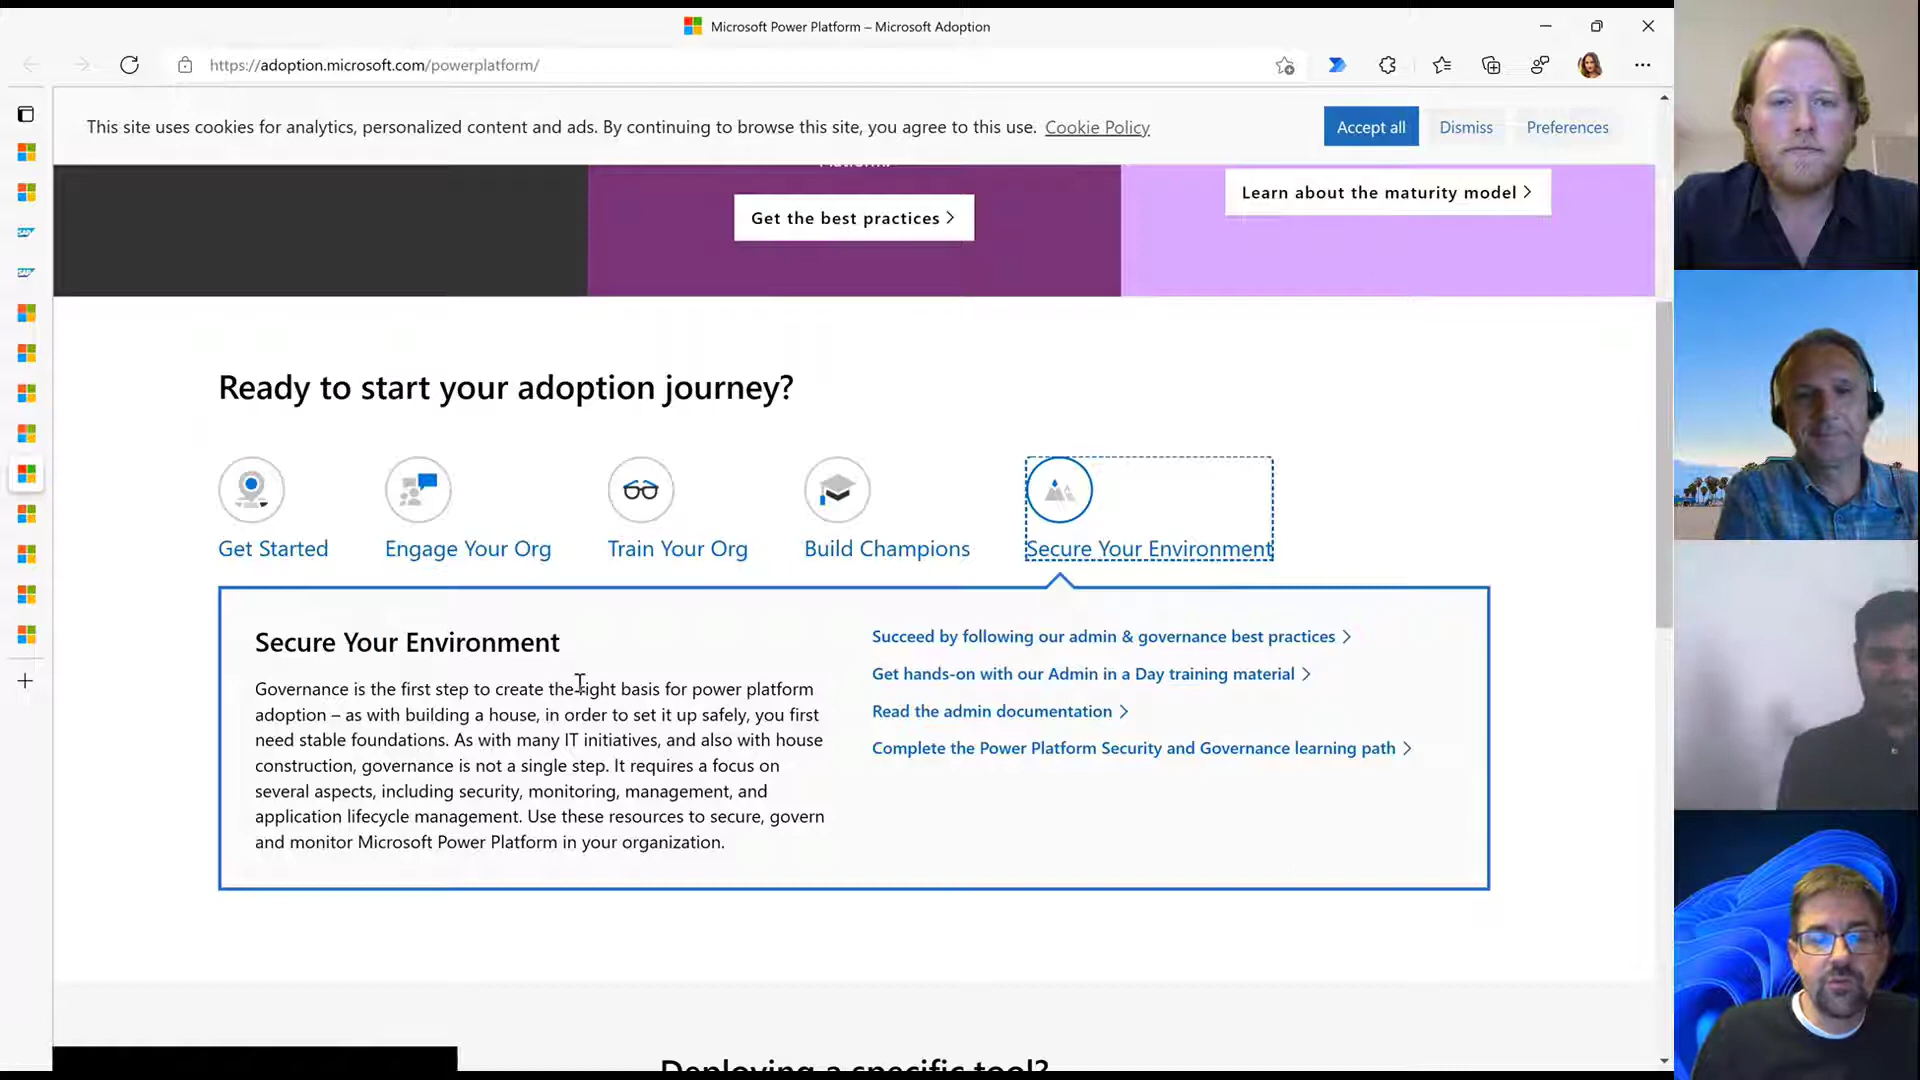 Microsoft Power Platform – Microsoft Adoption
https://adoption.microsoft.com/powerplatform/
This site uses cookies for analytics, personalized content and ads. By continuing to browse this site, you agree to this use. Cookie Policy
Accept all
Dismiss
Preferences
Get the best practices
Learn about the maturity model
Ready to start your adoption journey?
Get Started
Engage Your Org
Train Your Org
Build Champions
Secure Your Environment
Secure Your Environment
Governance is the first step to create the right basis for power platform
adoption – as with building a house, in order to set it up safely, you first
need stable foundations. As with many IT initiatives, and also with house
construction, governance is not a single step. It requires a focus on
several aspects, including security, monitoring, management, and
application lifecycle management. Use these resources to secure, govern
and monitor Microsoft Power Platform in your organization.
Succeed by following our admin & governance best practices
Get hands-on with our Admin in a Day training material
Read the admin documentation
Complete the Power Platform Security and Governance learning path
Deploying a specific tool?